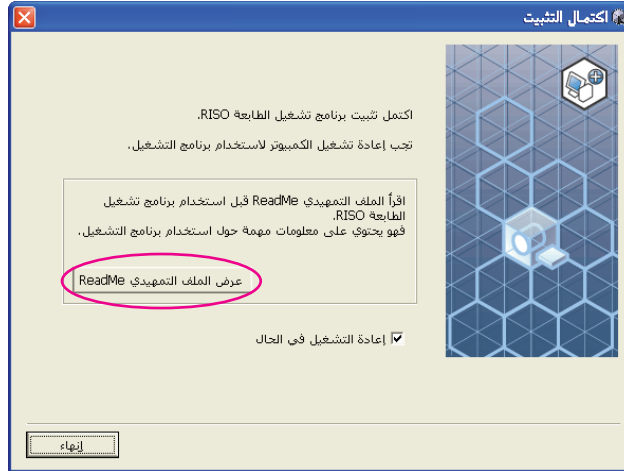 اكتمال التثبيت
اكتمل تثبيت برنامج تشغيل الطابعة RISO.
تجب إعادة تشغيل الكمبيوتر لاستخدام برنامج التشغيل.
اقرأ الملف التمهيدي ReadMe قبل استخدام برنامج تشغيل
الطابعة RISO.
فهو يحتوي على معلومات مهمة حول استخدام برنامج التشغيل.
عرض الملف التمهيدي ReadMe
إعادة التشغيل في الحال
إنهاء